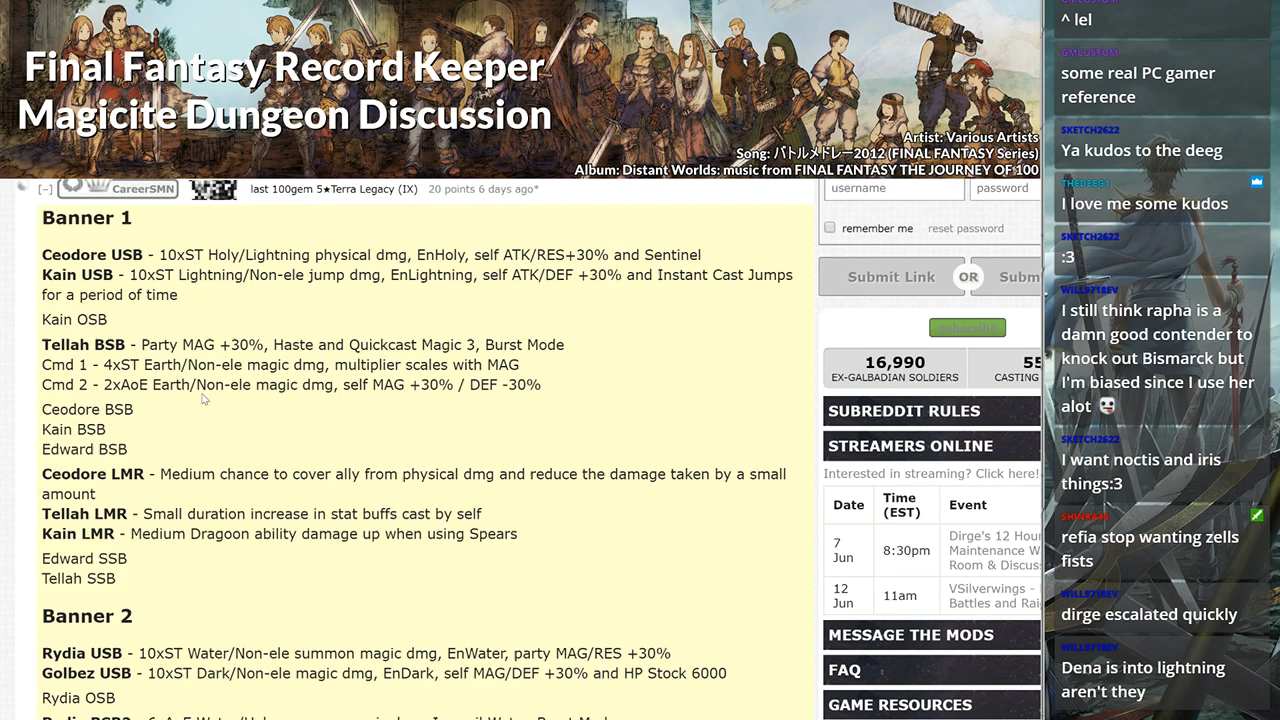 Final Fantasy Record Keeper
Magicite Dungeon Discussion
Artist: Various Artists
Song: バトルメドレー2012 (FINAL FANTASY Series)
Album: Distant Worlds: music from FINAL FANTASY THE JOURNEY OF 100
[–] CareerSMN last 100gem 5★Terra Legacy (IX) 20 points 6 days ago*
Banner 1
Ceodore USB - 10xST Holy/Lightning physical dmg, EnHoly, self ATK/RES+30% and Sentinel
Kain USB - 10xST Lightning/Non-ele jump dmg, EnLightning, self ATK/DEF +30% and Instant Cast Jumps
for a period of time
Kain OSB
Tellah BSB - Party MAG +30%, Haste and Quickcast Magic 3, Burst Mode
Cmd 1 - 4xST Earth/Non-ele magic dmg, multiplier scales with MAG
Cmd 2 - 2xAoE Earth/Non-ele magic dmg, self MAG +30% / DEF -30%
Ceodore BSB
Kain BSB
Edward BSB
Ceodore LMR - Medium chance to cover ally from physical dmg and reduce the damage taken by a small
amount
Tellah LMR - Small duration increase in stat buffs cast by self
Kain LMR - Medium Dragoon ability damage up when using Spears
Edward SSB
Tellah SSB
Banner 2
Rydia USB - 10xST Water/Non-ele summon magic dmg, EnWater, party MAG/RES +30%
Golbez USB - 10xST Dark/Non-ele magic dmg, EnDark, self MAG/DEF +30% and HP Stock 6000
Rydia OSB
username password
remember me reset password
Submit Link OR Subm
subscribe
16,990 55
EX-GALBADIAN SOLDIERS CASTING
SUBREDDIT RULES
STREAMERS ONLINE
Interested in streaming? Click here!
Date Time (EST) Event
7 Jun 8:30pm Dirge's 12 Hou
Maintenance W
Room & Discus
12 Jun 11am VSilverwings -
Battles and Rai
MESSAGE THE MODS
FAQ
GAME RESOURCES
^ lel
GMCUSTOM
some real PC gamer
reference
SKETCH2622
Ya kudos to the deeg
THEDEEG1
I love me some kudos
SKETCH2622
:3
WILL9718EV
I still think rapha is a
damn good contender to
knock out Bismarck but
I'm biased since I use her
alot
SKETCH2622
I want noctis and iris
things:3
SHINRA46
refia stop wanting zells
fists
WILL9718EV
dirge escalated quickly
WILL9718EV
Dena is into lightning
aren't they